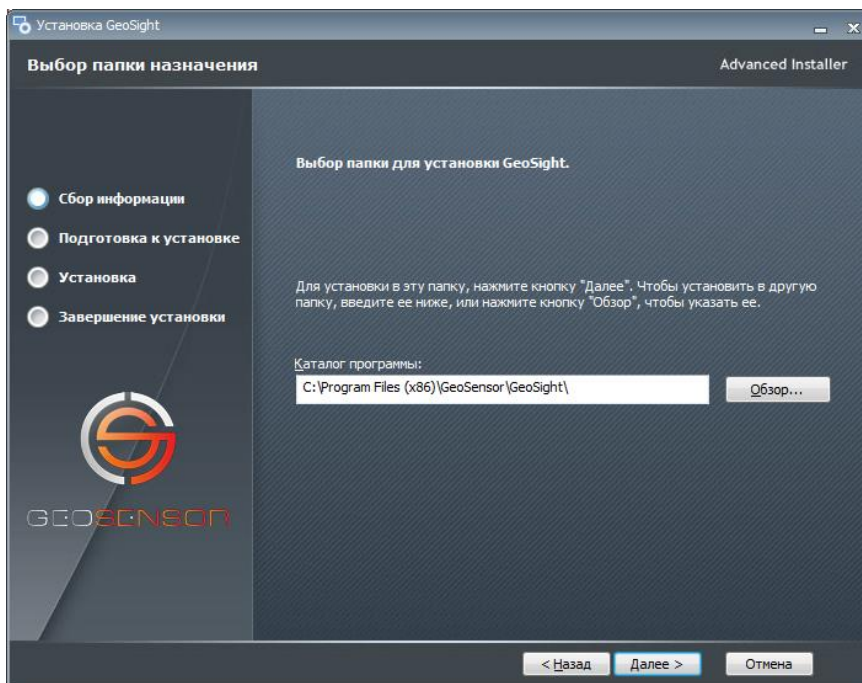 Установка GeoSight
Выбор папки назначения
Advanced Installer
Сбор информации
Подготовка к установке
Установка
Завершение установки
GEOSENSOR
Выбор папки для установки GeoSight.
Для установки в эту папку, нажмите кнопку "Далее". Чтобы установить в другую
папку, введите ее ниже, или нажмите кнопку "Обзор", чтобы указать ее.
Каталог программы:
C:\Program Files (x86)\GeoSensor\GeoSight\
Обзор...
< Назад
Далее >
Отмена